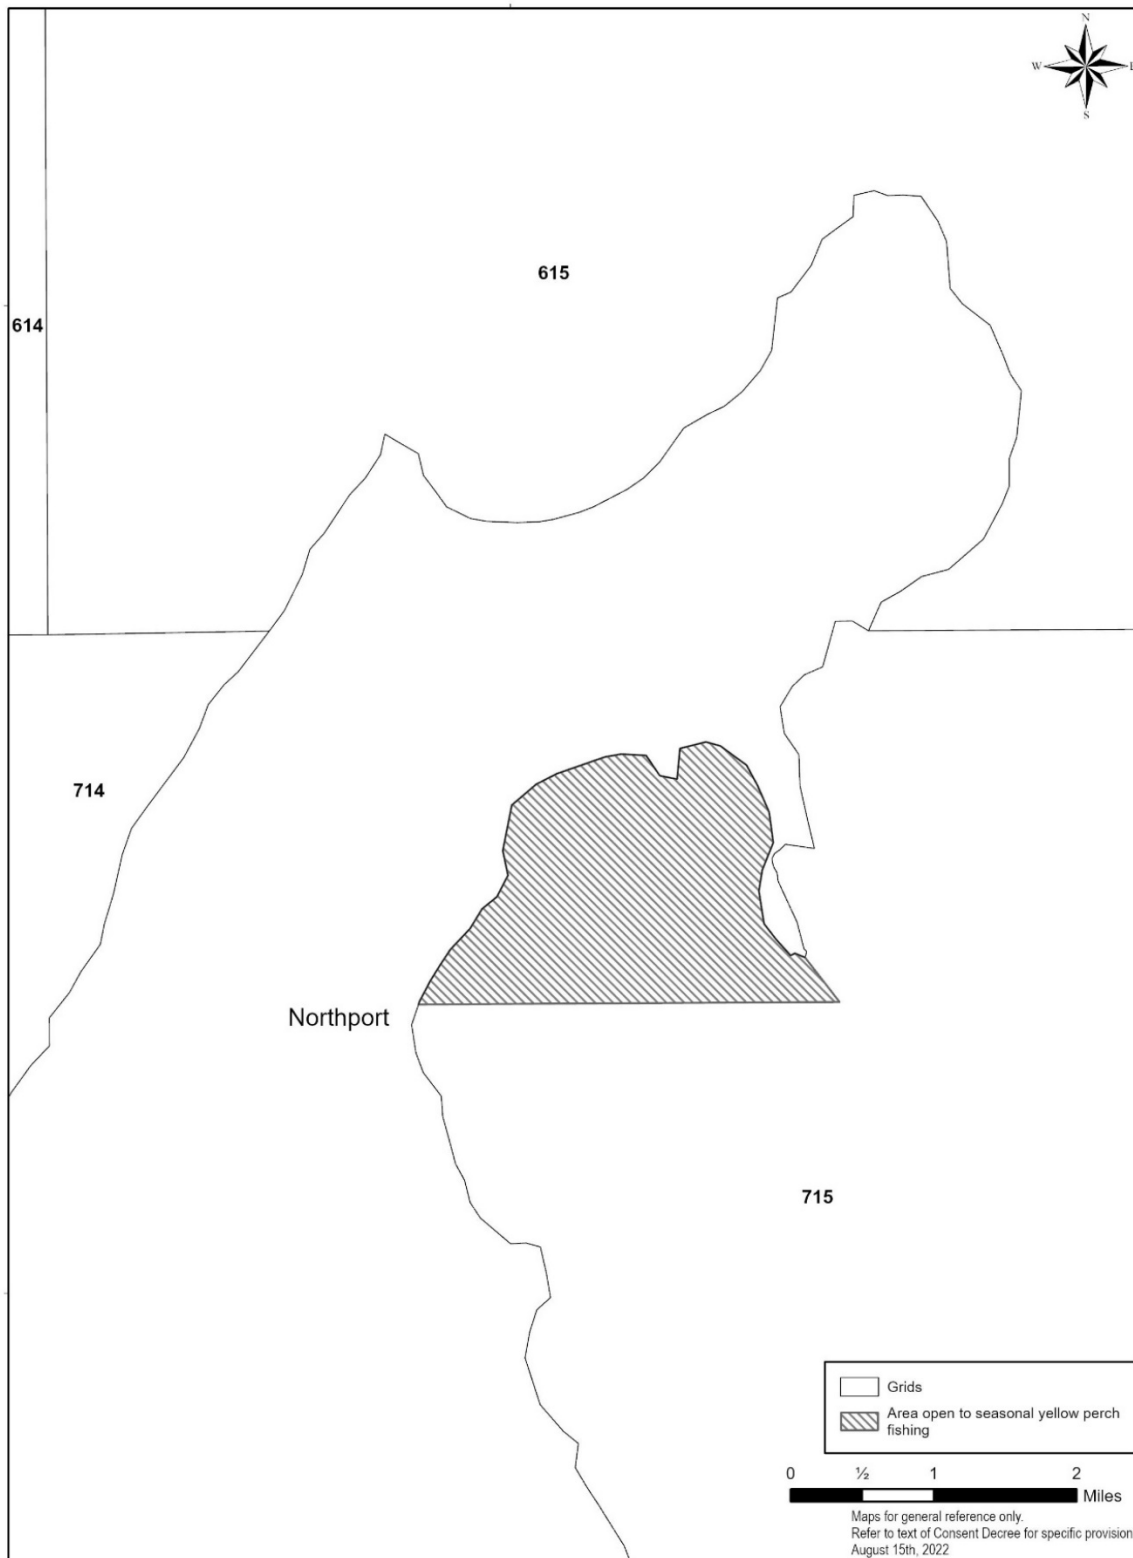 N
W
E
S
615
614
714
Northport
715
Grids
Area open to seasonal yellow perch
fishing
0 ½ 1 2
Miles
Maps for general reference only.
Refer to text of Consent Decree for specific provision
August 15th, 2022